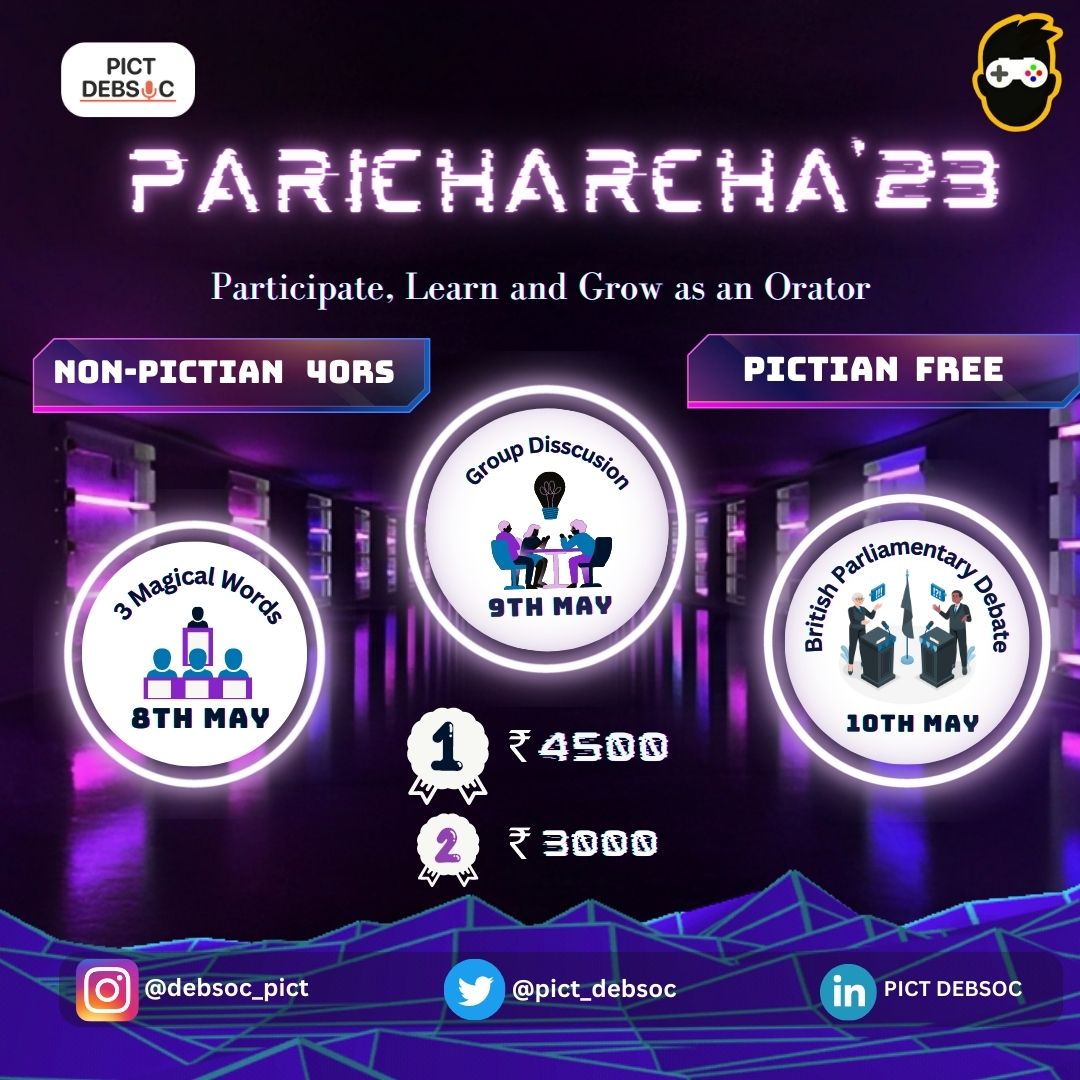 PICT
DEBSOC
PARICHARCHA'23
Participate, Learn and Grow as an Orator
NON-PICTIAN 40RS
PICTIAN FREE
Group Disscusion
9TH MAY
3 Magical Words
8TH MAY
British Parliamentary Debate
10TH MAY
1 ₹4500
2 ₹3000
@debsoc_pict
@pict_debsoc
in PICT DEBSOC